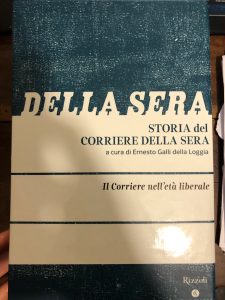 DELLA SERA
STORIA del
CORRIERE DELLA SERA
a cura di Ernesto Galli della Loggia
Il Corriere nell'età liberale
Rizzoli